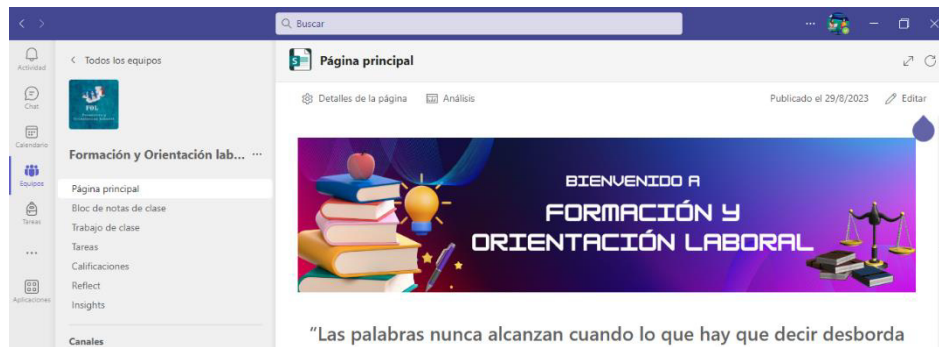 Buscar
Actividad
Chat
Calendario
Equipos
Tareas
Aplicaciones
Todos los equipos
FOL
Formación y Orientación lab...
Página principal
Bloc de notas de clase
Trabajo de clase
Tareas
Calificaciones
Reflect
Insights
Canales
Página principal
Detalles de la página
Análisis
Publicado el 29/8/2023
Editar
BIENVENIDO A
FORMACIÓN Y
ORIENTACIÓN LABORAL
"Las palabras nunca alcanzan cuando lo que hay que decir desborda